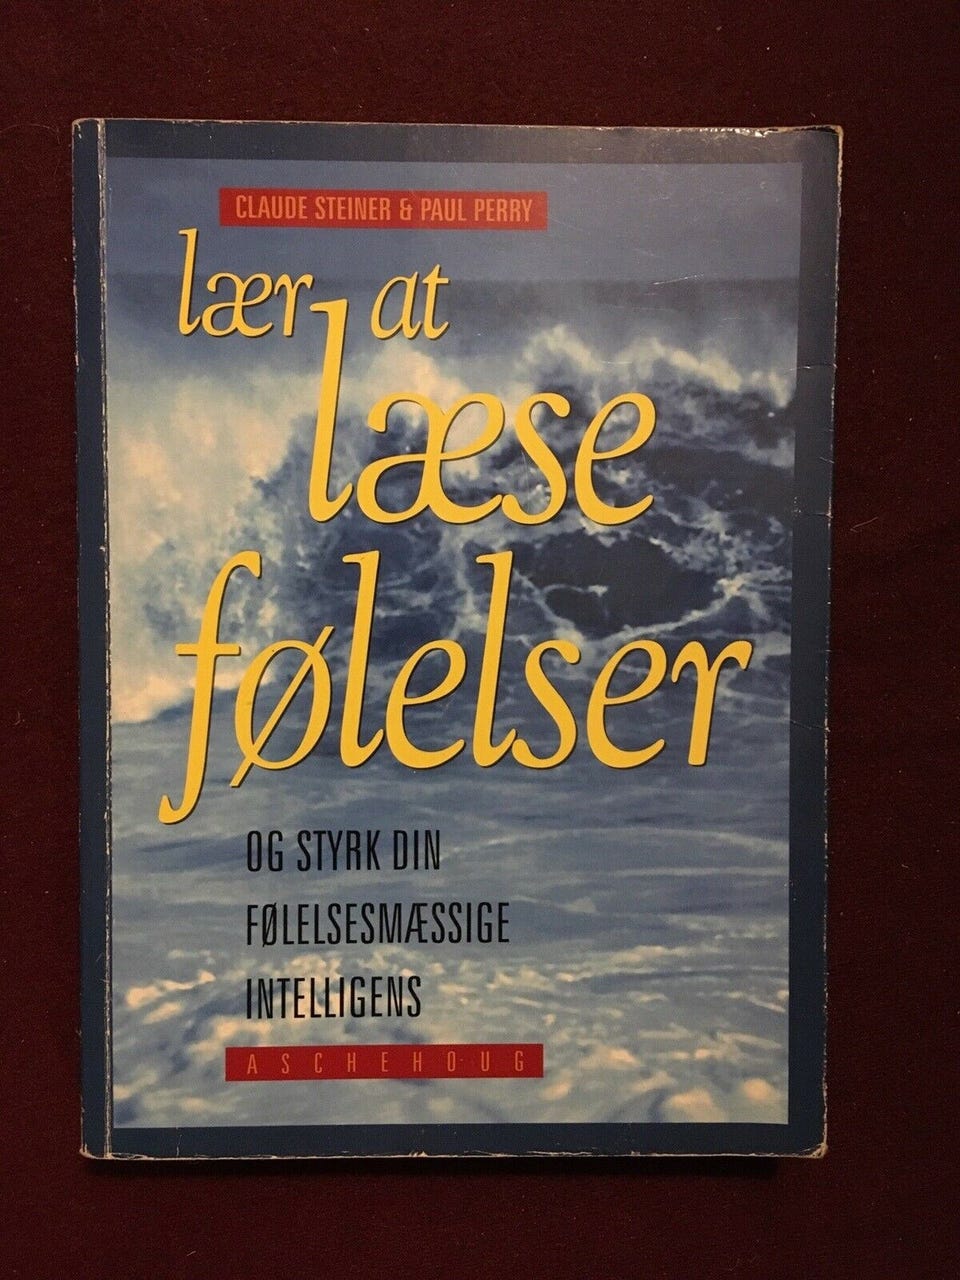 CLAUDE STEINER & PAUL PERRY
lær at
læse
følelser
OG STYRK DIN
FØLELSESMÆSSIGE
INTELLIGENS
ASCHEHOUG